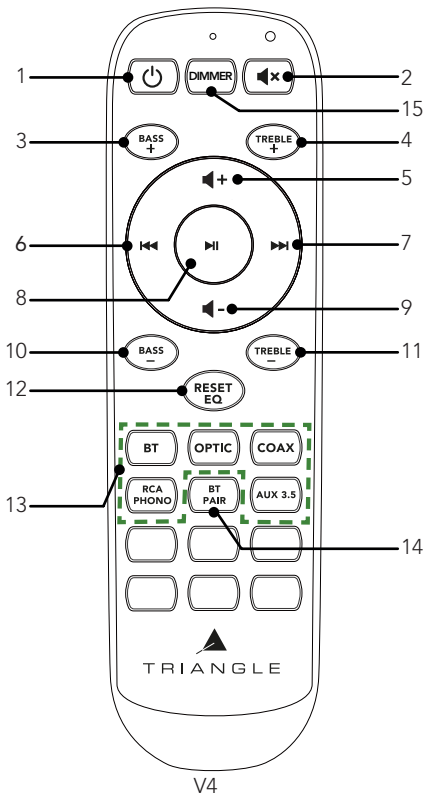 1
DIMMER
2
15
3
BASS
+
TREBLE
+
4
+
5
6
7
8
-
9
10
BASS
-
TREBLE
-
11
12
RESET
EQ
BT
OPTIC
COAX
13
RCA
PHONO
BT
PAIR
AUX 3.5
14
TRIANGLE
V4